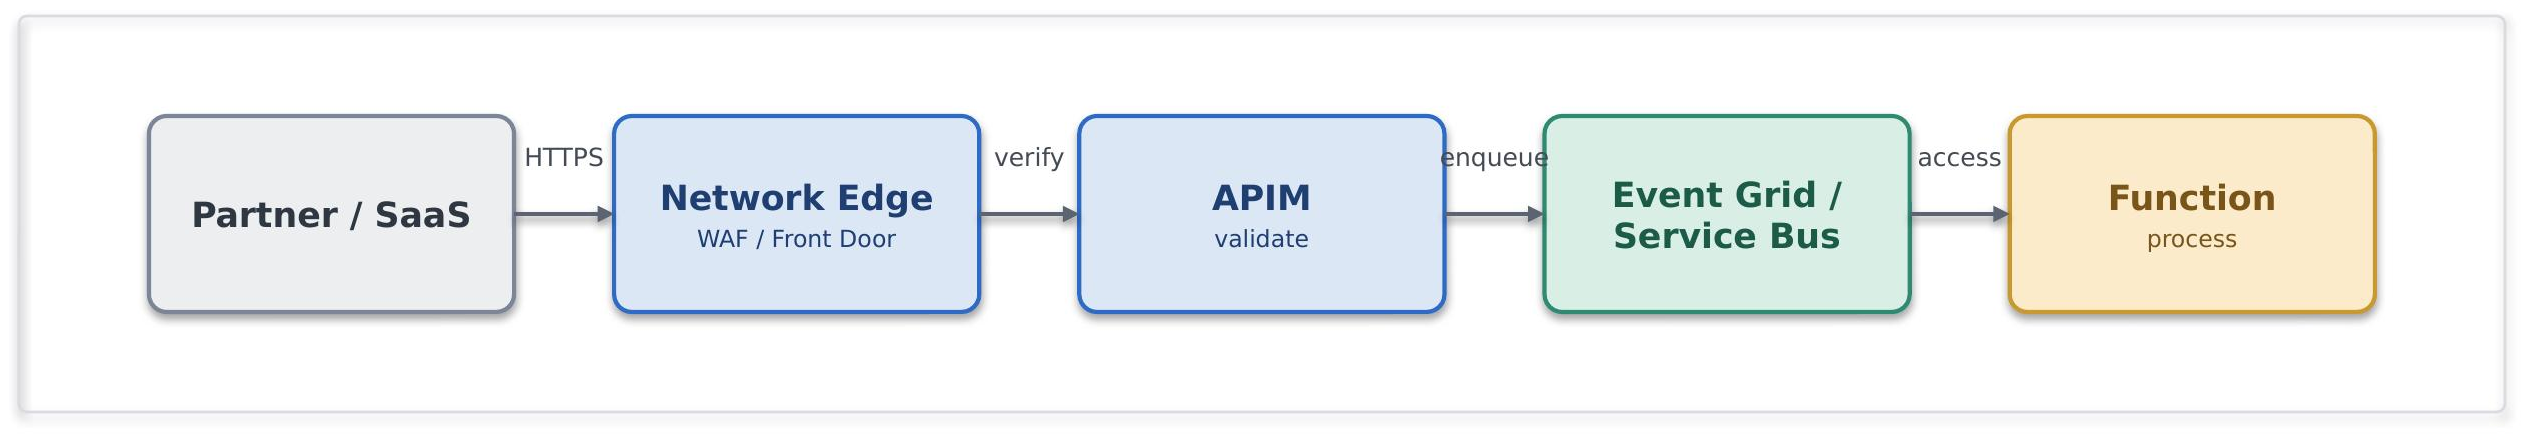 Partner / SaaS
HTTPS
Network Edge
WAF / Front Door
verify
APIM
validate
enqueue
Event Grid /
Service Bus
access
Function
process